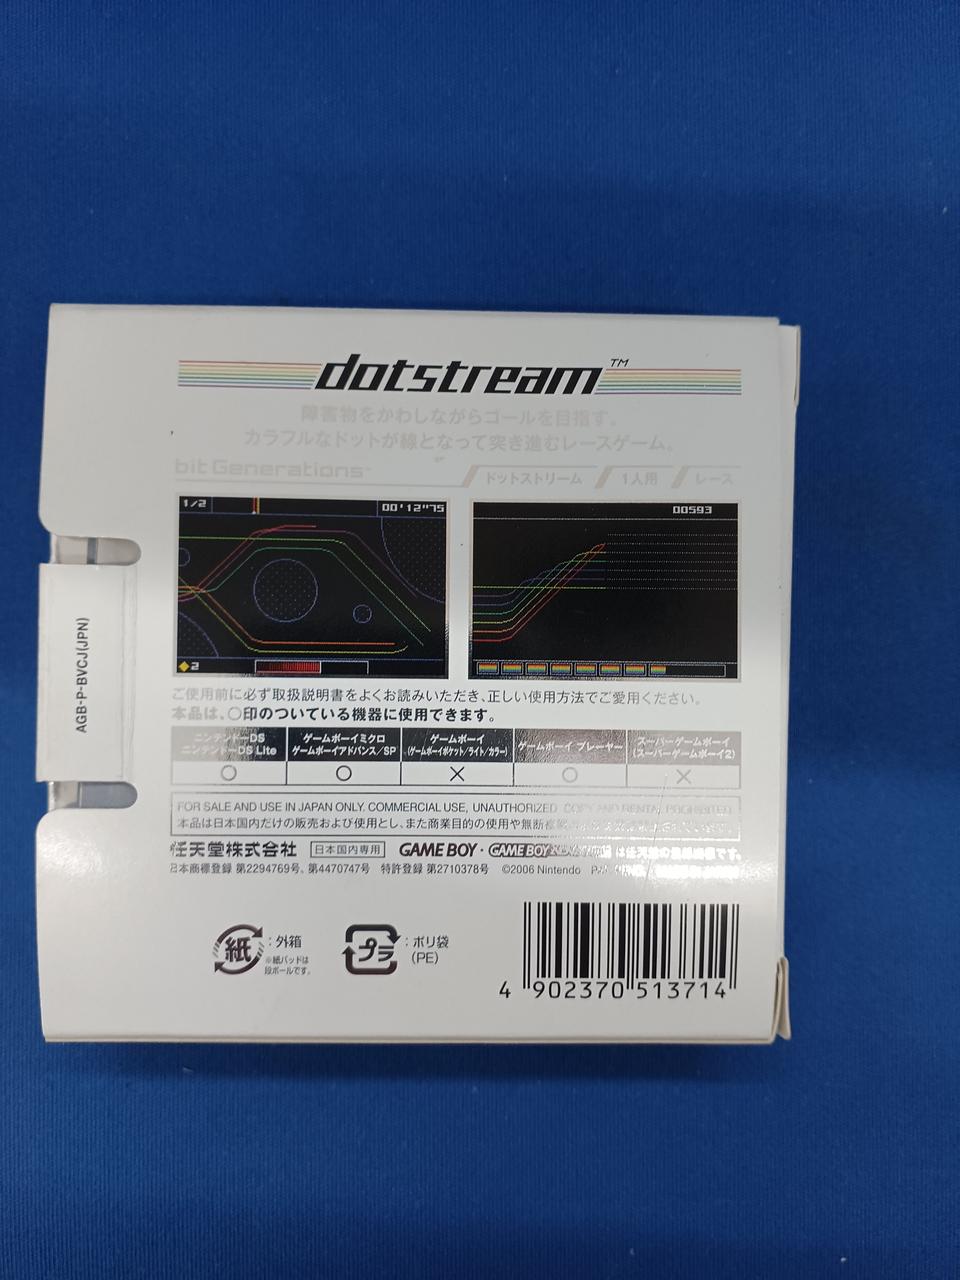 dotstream™
障害物をかわしながらゴールを目指す。
カラフルなドットが線となって突き進むレースゲーム。
bit Generations™ ドットストリーム 1人用 レース
1/2 00'12"75
2
00593
ご使用前に必ず取扱説明書をよくお読みいただき、正しい使用方法でご愛用ください。
本品は、○印のついている機器に使用できます。
ニンテンドーDS
ニンテンドーDS Lite
ゲームボーイミクロ
ゲームボーイアドバンス/SP
ゲームボーイ
(ゲームボーイポケット/ライト/カラー)
ゲームボーイ プレーヤー
スーパーゲームボーイ
(スーパーゲームボーイ2)
○ ○ × ○ ×
FOR SALE AND USE IN JAPAN ONLY. COMMERCIAL USE, UNAUTHORIZED COPY AND RENTAL PROHIBITED.
本品は日本国内だけの販売および使用とし、また商業目的の使用や無断
任天堂株式会社 日本国内専用 GAME BOY・GAME BOY は任天堂の登録商標です。
日本商標登録 第2294769号、第4470747号 特許登録 第2710378号 ©2006 Nintendo
紙:外箱
※紙パッドは
段ボールです。
プラ:ポリ袋
(PE)
4 902370 513714
AGB-P-BVCJ(JPN)